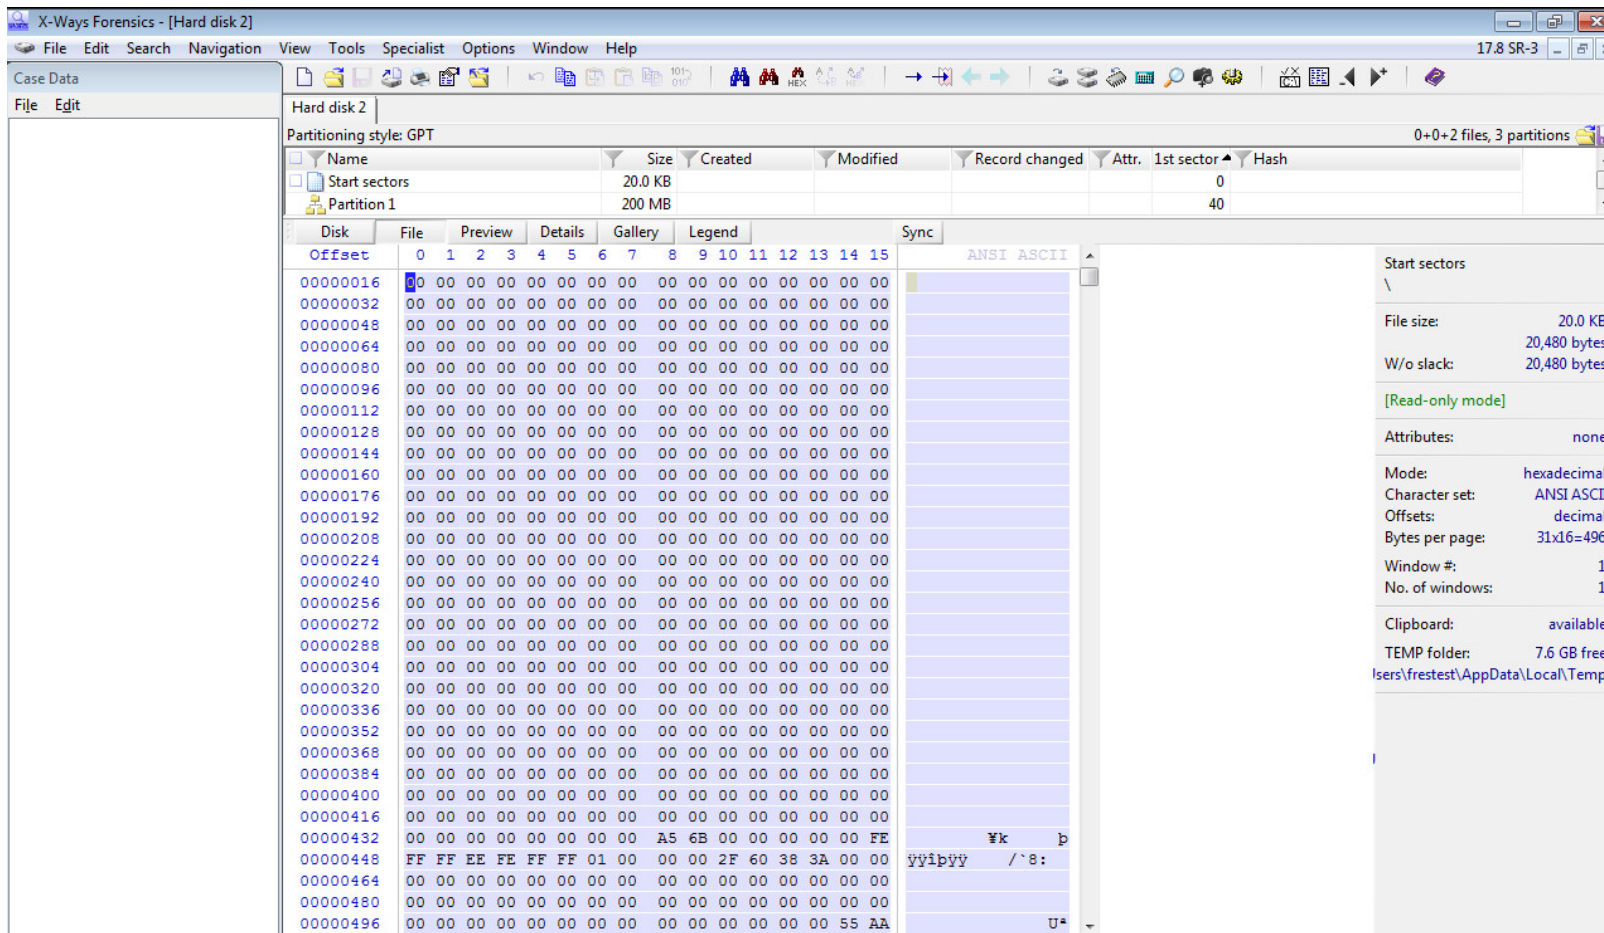 X-Ways Forensics - [Hard disk 2]
File Edit Search Navigation View Tools Specialist Options Window Help 17.8 SR-3
Case Data
File Edit
Hard disk 2
Partitioning style: GPT 0+0+2 files, 3 partitions
Name Size Created Modified Record changed Attr. 1st sector Hash
Start sectors 20.0 KB 0
Partition 1 200 MB 40
Disk File Preview Details Gallery Legend Sync
Offset 0 1 2 3 4 5 6 7 8 9 10 11 12 13 14 15 ANSI ASCII
00000016 00 00 00 00 00 00 00 00 00 00 00 00 00 00 00 00
00000032 00 00 00 00 00 00 00 00 00 00 00 00 00 00 00 00
00000048 00 00 00 00 00 00 00 00 00 00 00 00 00 00 00 00
00000064 00 00 00 00 00 00 00 00 00 00 00 00 00 00 00 00
00000080 00 00 00 00 00 00 00 00 00 00 00 00 00 00 00 00
00000096 00 00 00 00 00 00 00 00 00 00 00 00 00 00 00 00
00000112 00 00 00 00 00 00 00 00 00 00 00 00 00 00 00 00
00000128 00 00 00 00 00 00 00 00 00 00 00 00 00 00 00 00
00000144 00 00 00 00 00 00 00 00 00 00 00 00 00 00 00 00
00000160 00 00 00 00 00 00 00 00 00 00 00 00 00 00 00 00
00000176 00 00 00 00 00 00 00 00 00 00 00 00 00 00 00 00
00000192 00 00 00 00 00 00 00 00 00 00 00 00 00 00 00 00
00000208 00 00 00 00 00 00 00 00 00 00 00 00 00 00 00 00
00000224 00 00 00 00 00 00 00 00 00 00 00 00 00 00 00 00
00000240 00 00 00 00 00 00 00 00 00 00 00 00 00 00 00 00
00000256 00 00 00 00 00 00 00 00 00 00 00 00 00 00 00 00
00000272 00 00 00 00 00 00 00 00 00 00 00 00 00 00 00 00
00000288 00 00 00 00 00 00 00 00 00 00 00 00 00 00 00 00
00000304 00 00 00 00 00 00 00 00 00 00 00 00 00 00 00 00
00000320 00 00 00 00 00 00 00 00 00 00 00 00 00 00 00 00
00000336 00 00 00 00 00 00 00 00 00 00 00 00 00 00 00 00
00000352 00 00 00 00 00 00 00 00 00 00 00 00 00 00 00 00
00000368 00 00 00 00 00 00 00 00 00 00 00 00 00 00 00 00
00000384 00 00 00 00 00 00 00 00 00 00 00 00 00 00 00 00
00000400 00 00 00 00 00 00 00 00 00 00 00 00 00 00 00 00
00000416 00 00 00 00 00 00 00 00 00 00 00 00 00 00 00 00
00000432 00 00 00 00 00 00 00 00 A5 6B 00 00 00 00 00 FE ¥k þ
00000448 FF FF EE FE FF FF 01 00 00 00 2F 60 38 3A 00 00 ÿÿîþÿÿ /`8:
00000464 00 00 00 00 00 00 00 00 00 00 00 00 00 00 00 00
00000480 00 00 00 00 00 00 00 00 00 00 00 00 00 00 00 00
00000496 00 00 00 00 00 00 00 00 00 00 00 00 00 00 55 AA Uª
Start sectors
\
File size: 20.0 KB
20,480 bytes
W/o slack: 20,480 bytes
[Read-only mode]
Attributes: none
Mode: hexadecimal
Character set: ANSI ASCII
Offsets: decimal
Bytes per page: 31x16=496
Window #: 1
No. of windows: 1
Clipboard: available
TEMP folder: 7.6 GB free
sers\frestest\AppData\Local\Temp